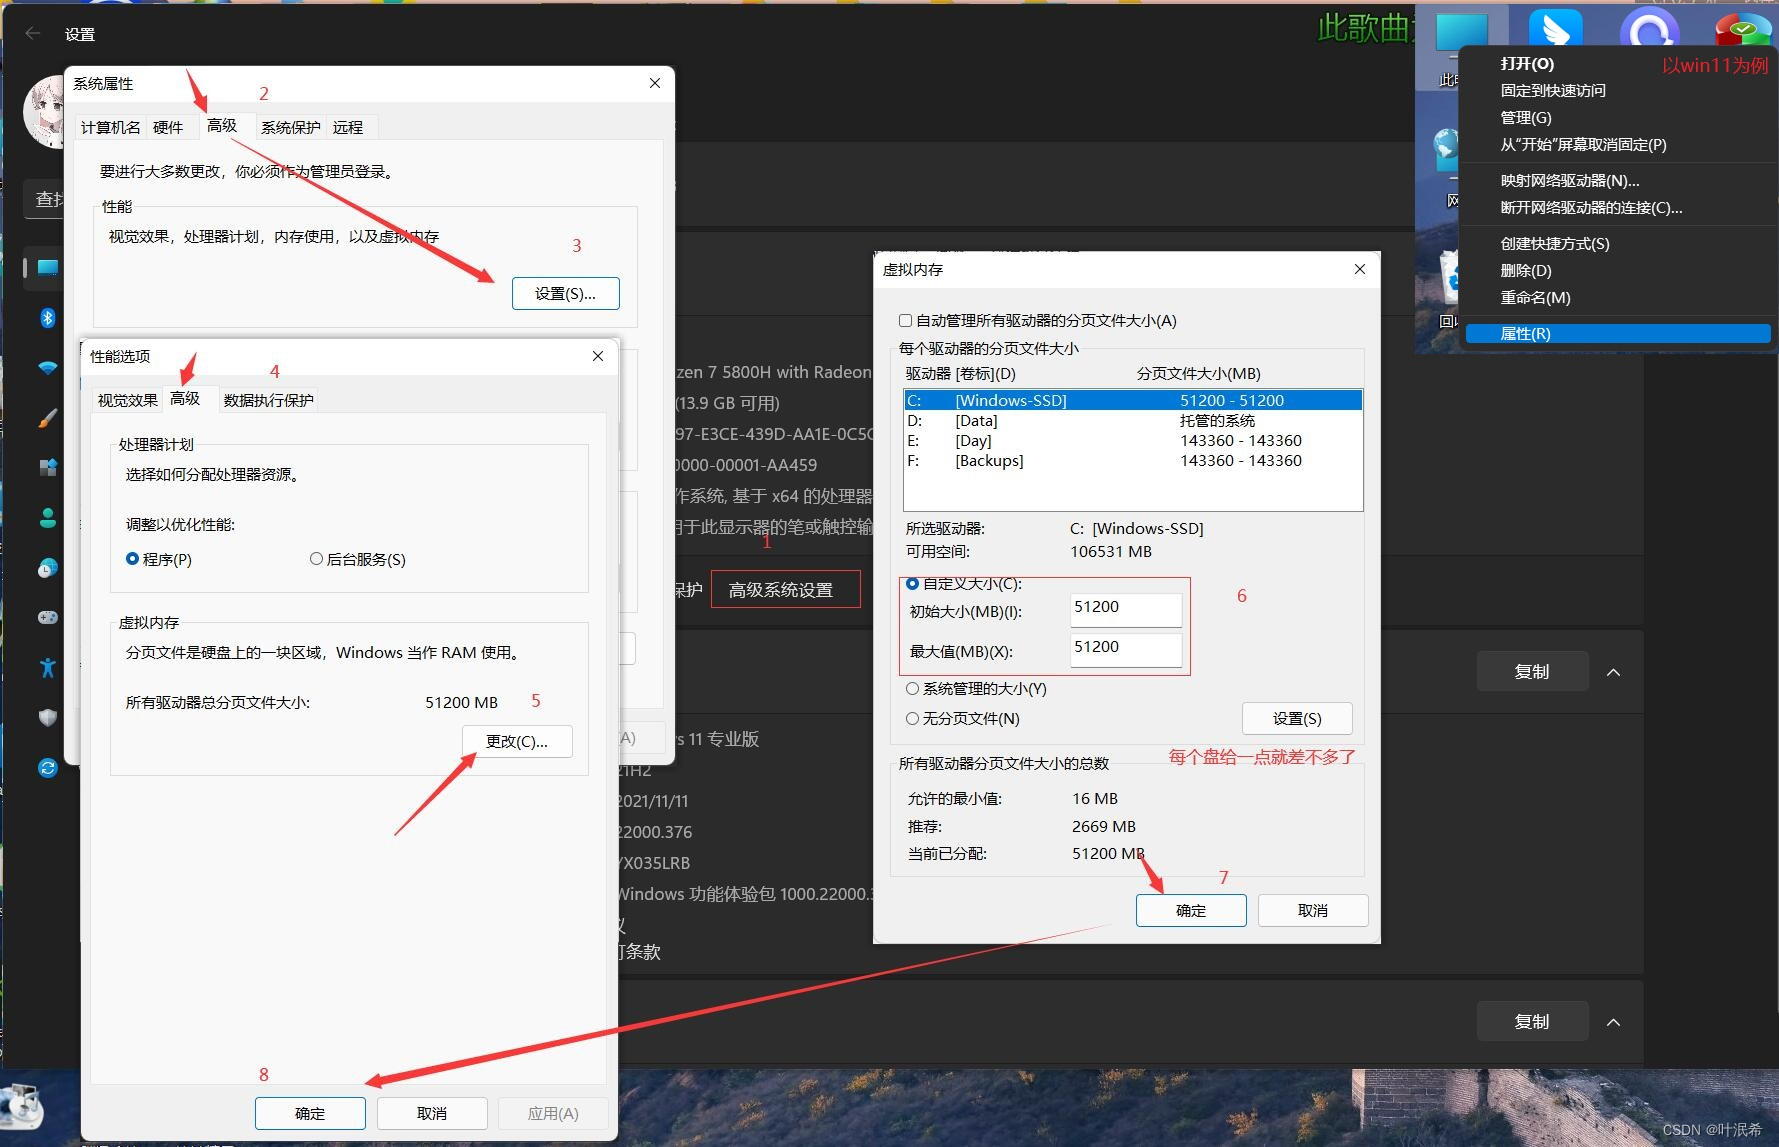 设置
此歌曲
系统属性
2
计算机名
硬件
高级
系统保护
远程
要进行大多数更改，你必须作为管理员登录。
性能
视觉效果，处理器计划，内存使用，以及虚拟内存
3
设置(S)...
查找
性能选项
4
视觉效果
高级
数据执行保护
处理器计划
选择如何分配处理器资源。
调整以优化性能:
程序(P)
后台服务(S)
虚拟内存
分页文件是硬盘上的一块区域，Windows 当作 RAM 使用。
所有驱动器总分页文件大小:
51200 MB
5
更改(C)...
8
确定
取消
应用(A)
(A)
zen 7 5800H with Radeon
(13.9 GB 可用)
97-E3CE-439D-AA1E-0C5C
0000-00001-AA459
作系统, 基于 x64 的处理器
用于此显示器的笔或触控输
1
保护
高级系统设置
s 11 专业版
21H2
2021/11/11
22000.376
YX035LRB
Windows 功能体验包 1000.22000.3
议
订条款
复制
复制
虚拟内存
自动管理所有驱动器的分页文件大小(A)
每个驱动器的分页文件大小
驱动器 [卷标](D)
分页文件大小(MB)
C: [Windows-SSD] 51200 - 51200
D: [Data] 托管的系统
E: [Day] 143360 - 143360
F: [Backups] 143360 - 143360
所选驱动器: C: [Windows-SSD]
可用空间: 106531 MB
自定义大小(C):
6
初始大小(MB)(I): 51200
最大值(MB)(X): 51200
系统管理的大小(Y)
无分页文件(N)
设置(S)
每个盘给一点就差不多了
所有驱动器分页文件大小的总数
允许的最小值: 16 MB
推荐: 2669 MB
当前已分配: 51200 MB
7
确定
取消
此电
网
回收
以win11为例
打开(O)
固定到快速访问
管理(G)
从“开始”屏幕取消固定(P)
映射网络驱动器(N)...
断开网络驱动器的连接(C)...
创建快捷方式(S)
删除(D)
重命名(M)
属性(R)
CSDN @叶泯希